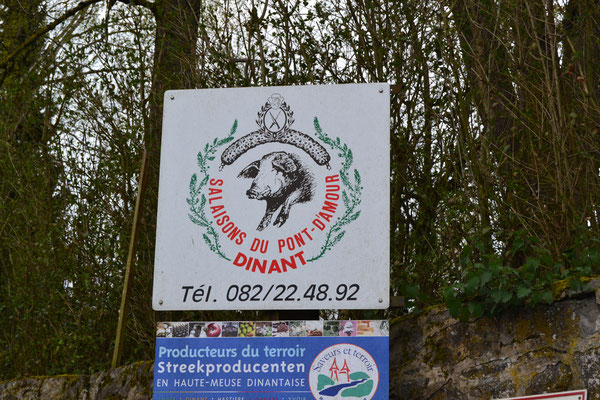 SALAISONS DU PONT-D'AMOUR
DINANT
Tél. 082/22.48.92
Producteurs du terroir
Streekproducenten
EN HAUTE-MEUSE DINANTAISE
Saveurs et terroir